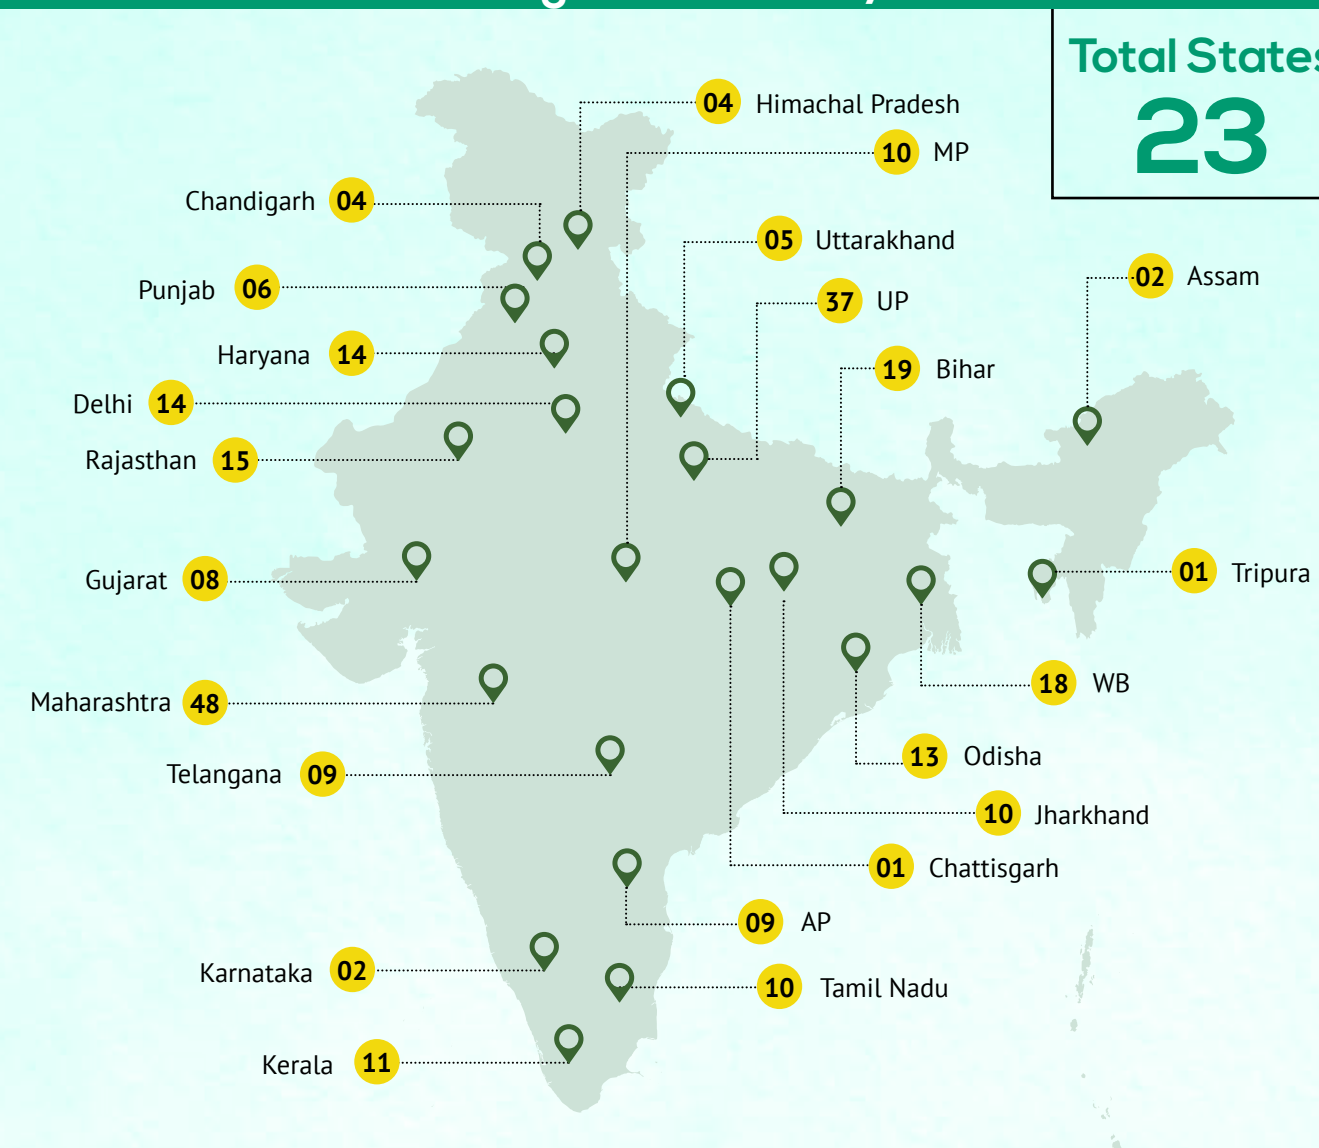 Total States
23
04 Himachal Pradesh
10 MP
Chandigarh 04
05 Uttarakhand
02 Assam
Punjab 06
37 UP
Haryana 14
19 Bihar
Delhi 14
Rajasthan 15
Gujarat 08
01 Tripura
18 WB
Maharashtra 48
13 Odisha
Telangana 09
10 Jharkhand
01 Chattisgarh
09 AP
Karnataka 02
10 Tamil Nadu
Kerala 11